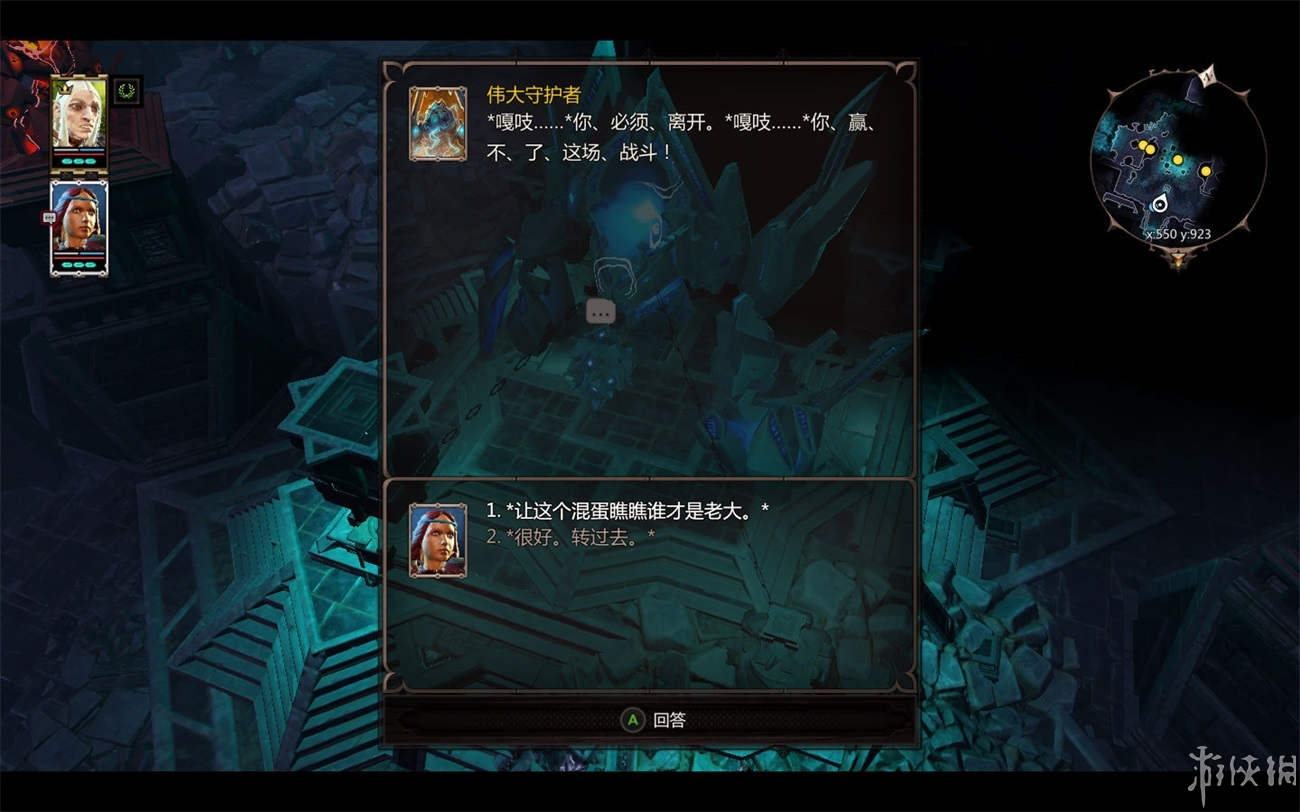 伟大守护者
*嘎吱......*你、必须、离开。*嘎吱......*你、赢、
不、了、这场、战斗！
x:550 y:923
1. *让这个混蛋瞧瞧谁才是老大。*
2. *很好。转过去。*
A 回答
游侠網